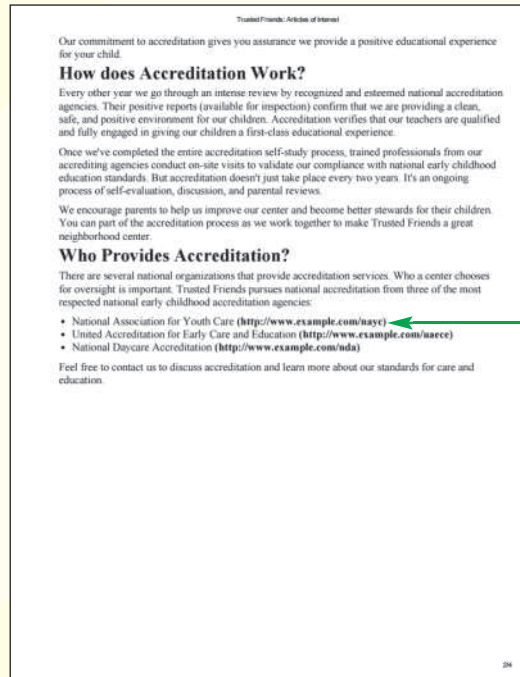 Trusted Friends: Articles of Interest
Our commitment to accreditation gives you assurance we provide a positive educational experience
for your child.
How does Accreditation Work?
Every other year we go through an intense review by recognized and esteemed national accreditation
agencies. Their positive reports (available for inspection) confirm that we are providing a clean,
safe, and positive environment for our children. Accreditation verifies that our teachers are qualified
and fully engaged in giving our children a first-class educational experience.
Once we've completed the entire accreditation self-study process, trained professionals from our
accrediting agencies conduct on-site visits to validate our compliance with national early childhood
education standards. But accreditation doesn't just take place every two years. It's an ongoing
process of self-evaluation, discussion, and parental reviews.
We encourage parents to help us improve our center and become better stewards for their children.
You can part of the accreditation process as we work together to make Trusted Friends a great
neighborhood center.
Who Provides Accreditation?
There are several national organizations that provide accreditation services. Who a center chooses
for oversight is important. Trusted Friends pursues national accreditation from three of the most
respected national early childhood accreditation agencies:
• National Association for Youth Care (http://www.example.com/nayc)
• United Accreditation for Early Care and Education (http://www.example.com/uaece)
• National Daycare Accreditation (http://www.example.com/nda)
Feel free to contact us to discuss accreditation and learn more about our standards for care and
education.
2/4